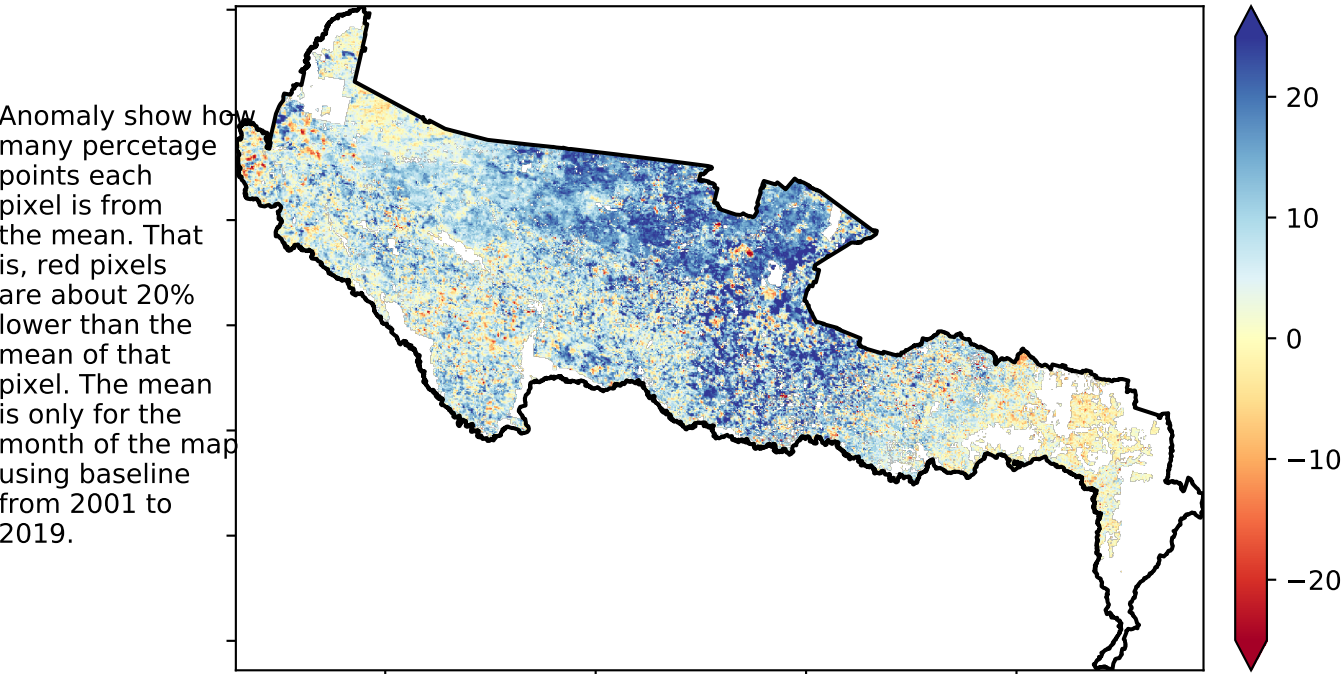 Anomaly show how
many percetage
points each
pixel is from
the mean. That
is, red pixels
are about 20%
lower than the
mean of that
pixel. The mean
is only for the
month of the map
using baseline
from 2001 to
2019.
20
10
0
−10
−20